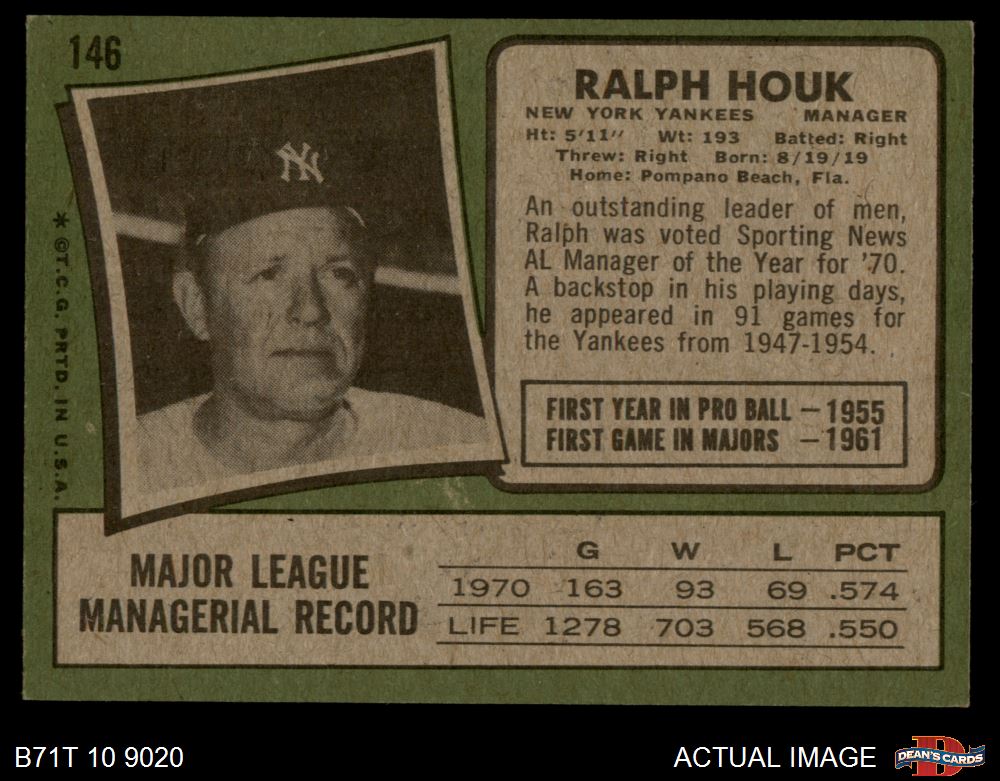 146
NY
* ©T.C.G. PRTD. IN U.S.A.
RALPH HOUK
NEW YORK YANKEES MANAGER
Ht: 5'11" Wt: 193 Batted: Right
Threw: Right Born: 8/19/19
Home: Pompano Beach, Fla.
An outstanding leader of men,
Ralph was voted Sporting News
AL Manager of the Year for '70.
A backstop in his playing days,
he appeared in 91 games for
the Yankees from 1947-1954.
FIRST YEAR IN PRO BALL — 1955
FIRST GAME IN MAJORS — 1961
MAJOR LEAGUE
MANAGERIAL RECORD
G W L PCT
1970 163 93 69 .574
LIFE 1278 703 568 .550
B71T 10 9020
ACTUAL IMAGE
D
DEAN'S CARDS